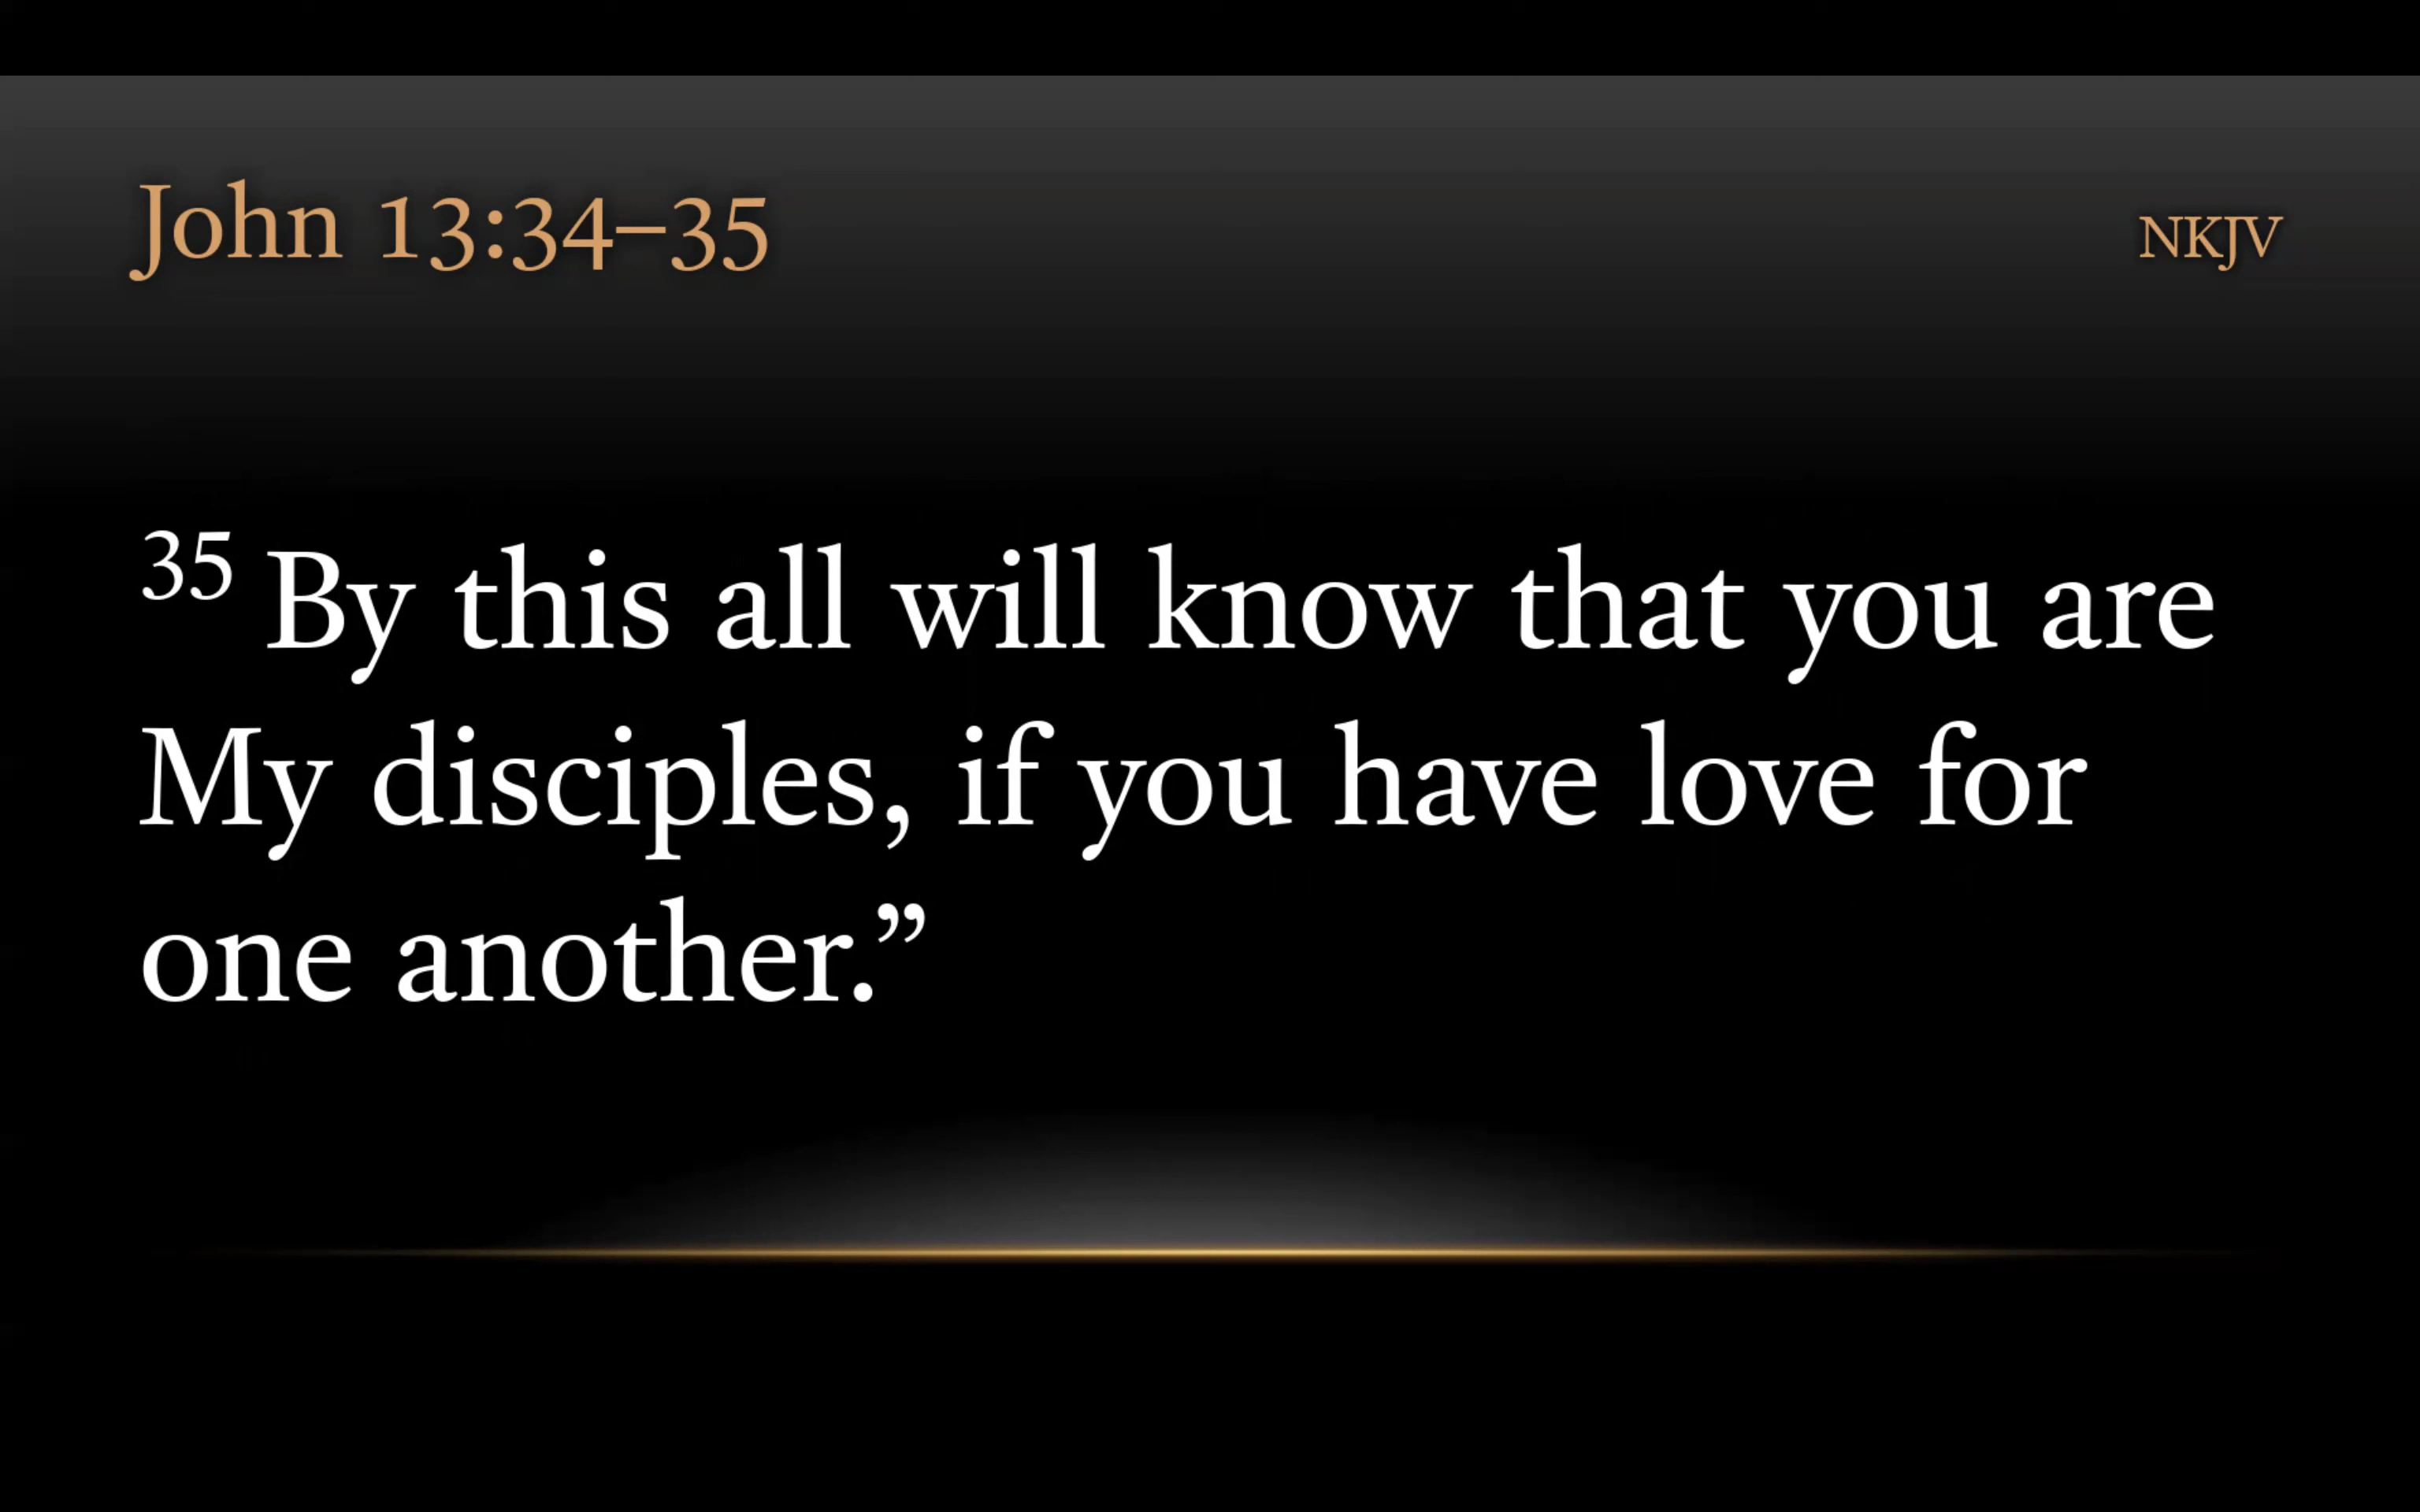 John 13:34–35
NKJV
35 By this all will know that you are
My disciples, if you have love for
one another.”